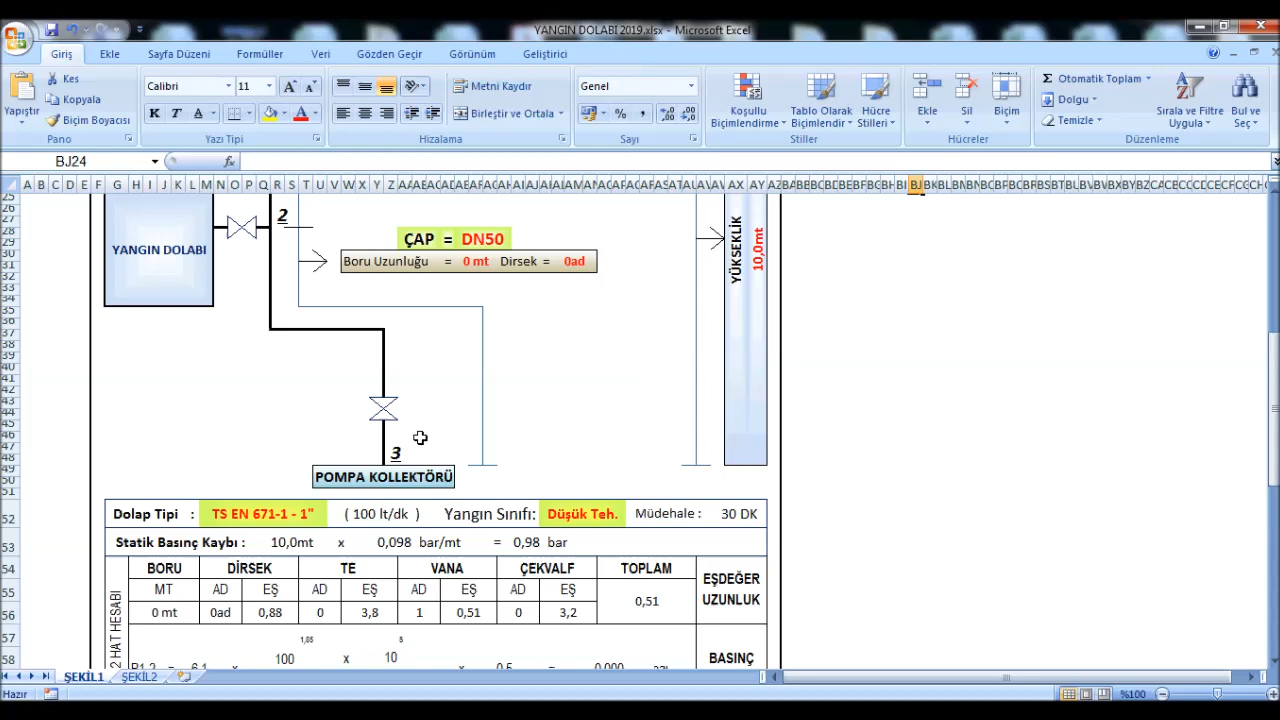 YANGIN DOLABI 2019.xlsx - Microsoft Excel
Giriş Ekle Sayfa Düzeni Formüller Veri Gözden Geçir Görünüm Geliştirici
Yapıştır
Kes
Kopyala
Biçim Boyacısı
Pano
Calibri 11
K T A
Yazı Tipi
Metni Kaydır
Birleştir ve Ortala
Hizalama
Genel
%
Sayı
Koşullu Biçimlendirme
Tablo Olarak Biçimlendir
Hücre Stilleri
Stiller
Ekle Sil Biçim
Hücreler
Σ Otomatik Toplam
Dolgu
Temizle
Sırala ve Filtre Uygula
Bul ve Seç
Düzenleme
BJ24
fx
YANGIN DOLABI
2
ÇAP = DN50
Boru Uzunluğu = 0 mt Dirsek = 0ad
YÜKSEKLİK 10,0mt
3
POMPA KOLLEKTÖRÜ
Dolap Tipi : TS EN 671-1 - 1" ( 100 lt/dk ) Yangın Sınıfı: Düşük Teh. Müdehale : 30 DK
Statik Basınç Kaybı : 10,0mt x 0,098 bar/mt = 0,98 bar
BORU DİRSEK TE VANA ÇEKVALF TOPLAM EŞDEĞER UZUNLUK
MT AD EŞ AD EŞ AD EŞ AD EŞ 0,51
0 mt 0ad 0,88 0 3,8 1 0,51 0 3,2
2 HAT HESABI
1,05 5
100 x 10
BASINÇ
ŞEKİL1 ŞEKİL2
Hazır %100